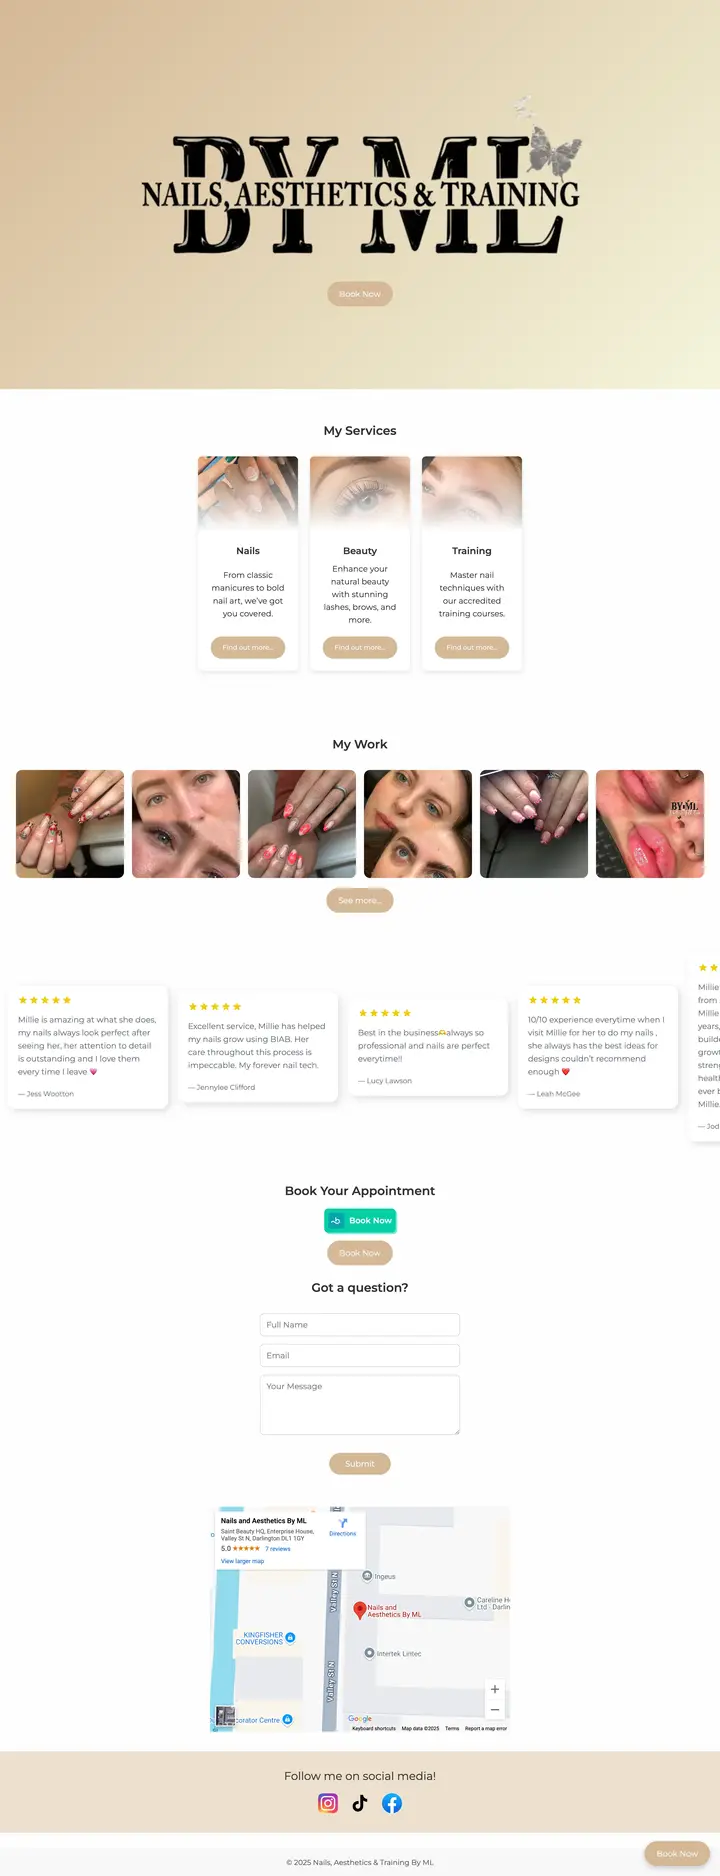 BY ML
NAILS, AESTHETICS & TRAINING
Book Now
My Services
Nails
From classic
manicures to bold
nail art, we've got
you covered.
Find out more...
Beauty
Enhance your
natural beauty
with stunning
lashes, brows, and
more.
Find out more...
Training
Master nail
techniques with
our accredited
training courses.
Find out more...
My Work
BY ML
See more...
Millie is amazing at what she does,
my nails always look perfect after
seeing her, her attention to detail
is outstanding and I love them
every time I leave 💗
— Jess Wootton
Excellent service, Millie has helped
my nails grow using BIAB. Her
care throughout this process is
impeccable. My forever nail tech.
— Jennylee Clifford
Best in the business🫶always so
professional and nails are perfect
everytime!!
— Lucy Lawson
10/10 experience everytime when I
visit Millie for her to do my nails ,
she always has the best ideas for
designs couldn't recommend
enough ❤️
— Leah McGee
Millie
from
Millie
years,
builde
growt
streng
healt
ever b
Millie.
— Jod
Book Your Appointment
Book Now
Book Now
Got a question?
Full Name
Email
Your Message
Submit
Nails and Aesthetics By ML
Saint Beauty HQ, Enterprise House,
Valley St N, Darlington DL1 1GY
5.0 ★★★★★ 7 reviews
View larger map
Directions
Valley St N
Ingeus
Careline H
Ltd - Darlin
Nails and
Aesthetics By ML
KINGFISHER
CONVERSIONS
Intertek Lintec
Valley St N
corator Centre
Google
Keyboard shortcuts Map data ©2025 Terms Report a map error
Follow me on social media!
Book Now
© 2025 Nails, Aesthetics & Training By ML